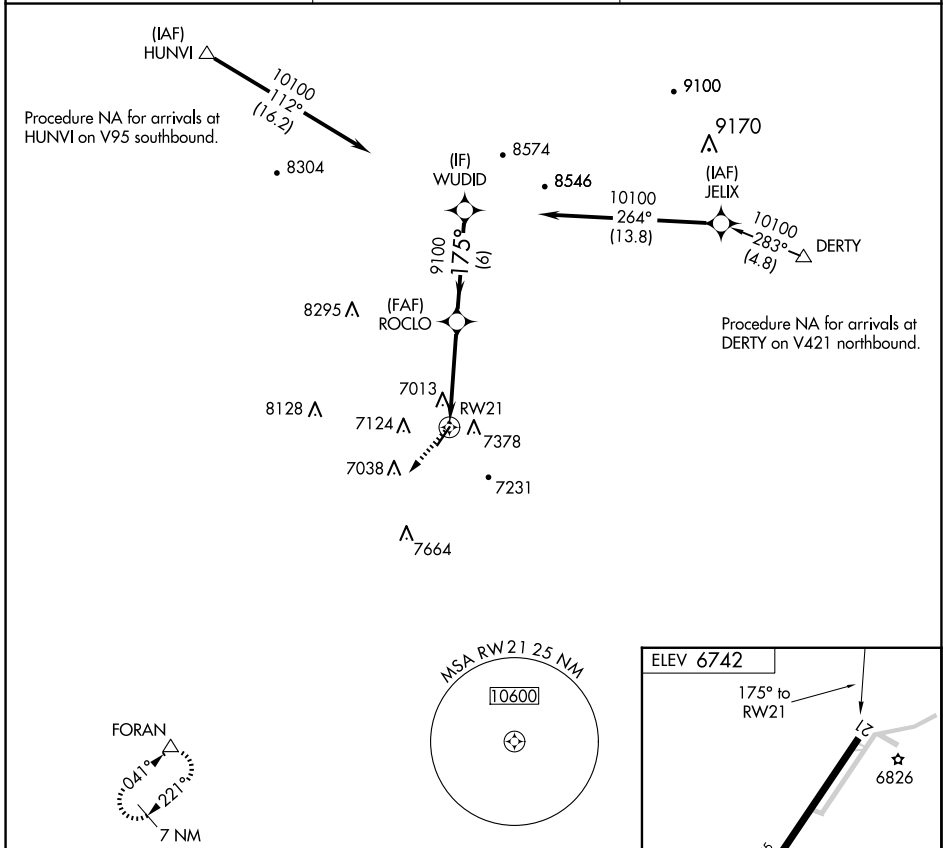 (IAF)
HUNVI
10100
112°
(16.2)
Procedure NA for arrivals at
HUNVI on V95 southbound.
8304
9100
9170
8574
8546
(IF)
WUDID
(IAF)
JELIX
10100
264°
(13.8)
10100
283°
(4.8)
DERTY
9100
175°
(6)
8295
(FAF)
ROCLO
Procedure NA for arrivals at
DERTY on V421 northbound.
7013
RW21
8128
7124
7378
7038
7231
7664
MSA RW21 25 NM
10600
FORAN
041°
221°
7 NM
ELEV 6742
175° to
RW21
21
6826